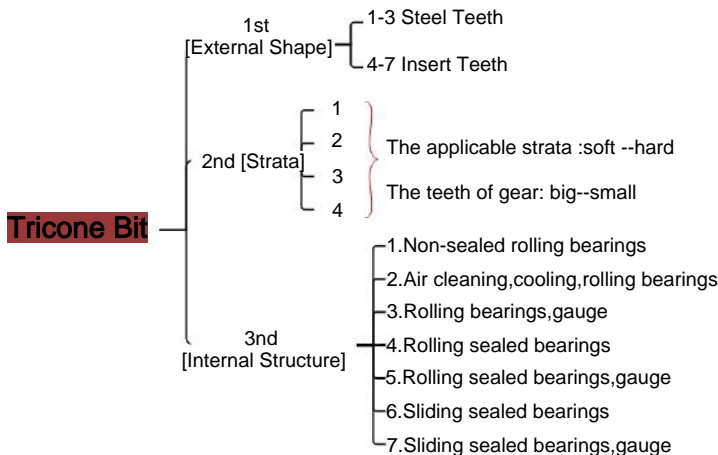 Tricone Bit
1st
[External Shape]
1-3 Steel Teeth
4-7 Insert Teeth
2nd [Strata]
1
2
3
4
The applicable strata :soft --hard
The teeth of gear: big--small
3nd
[Internal Structure]
1.Non-sealed rolling bearings
2.Air cleaning,cooling,rolling bearings
3.Rolling bearings,gauge
4.Rolling sealed bearings
5.Rolling sealed bearings,gauge
6.Sliding sealed bearings
7.Sliding sealed bearings,gauge